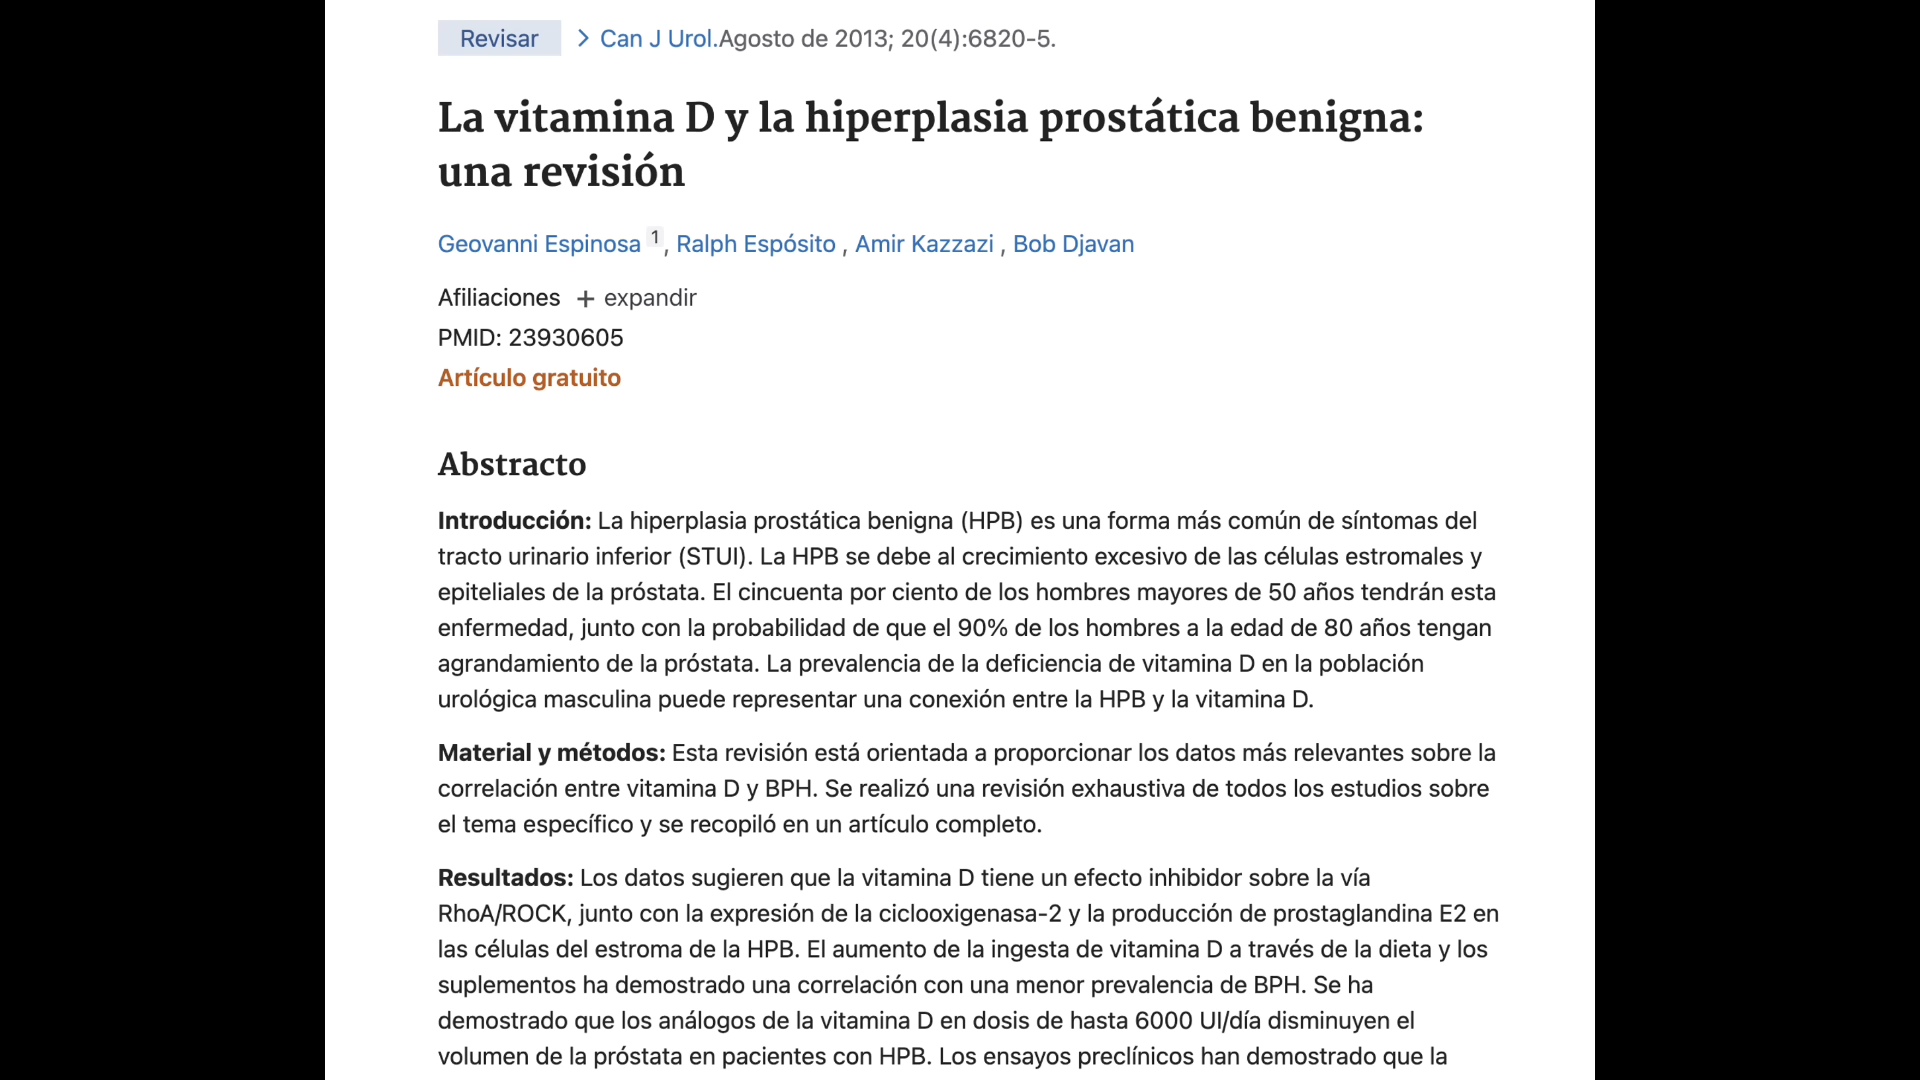 Revisar > Can J Urol.Agosto de 2013; 20(4):6820-5.
La vitamina D y la hiperplasia prostática benigna:
una revisión
Geovanni Espinosa 1 , Ralph Espósito , Amir Kazzazi , Bob Djavan
Afiliaciones + expandir
PMID: 23930605
Artículo gratuito
Abstracto
Introducción: La hiperplasia prostática benigna (HPB) es una forma más común de síntomas del
tracto urinario inferior (STUI). La HPB se debe al crecimiento excesivo de las células estromales y
epiteliales de la próstata. El cincuenta por ciento de los hombres mayores de 50 años tendrán esta
enfermedad, junto con la probabilidad de que el 90% de los hombres a la edad de 80 años tengan
agrandamiento de la próstata. La prevalencia de la deficiencia de vitamina D en la población
urológica masculina puede representar una conexión entre la HPB y la vitamina D.
Material y métodos: Esta revisión está orientada a proporcionar los datos más relevantes sobre la
correlación entre vitamina D y BPH. Se realizó una revisión exhaustiva de todos los estudios sobre
el tema específico y se recopiló en un artículo completo.
Resultados: Los datos sugieren que la vitamina D tiene un efecto inhibidor sobre la vía
RhoA/ROCK, junto con la expresión de la ciclooxigenasa-2 y la producción de prostaglandina E2 en
las células del estroma de la HPB. El aumento de la ingesta de vitamina D a través de la dieta y los
suplementos ha demostrado una correlación con una menor prevalencia de BPH. Se ha
demostrado que los análogos de la vitamina D en dosis de hasta 6000 UI/día disminuyen el
volumen de la próstata en pacientes con HPB. Los ensayos preclínicos han demostrado que la